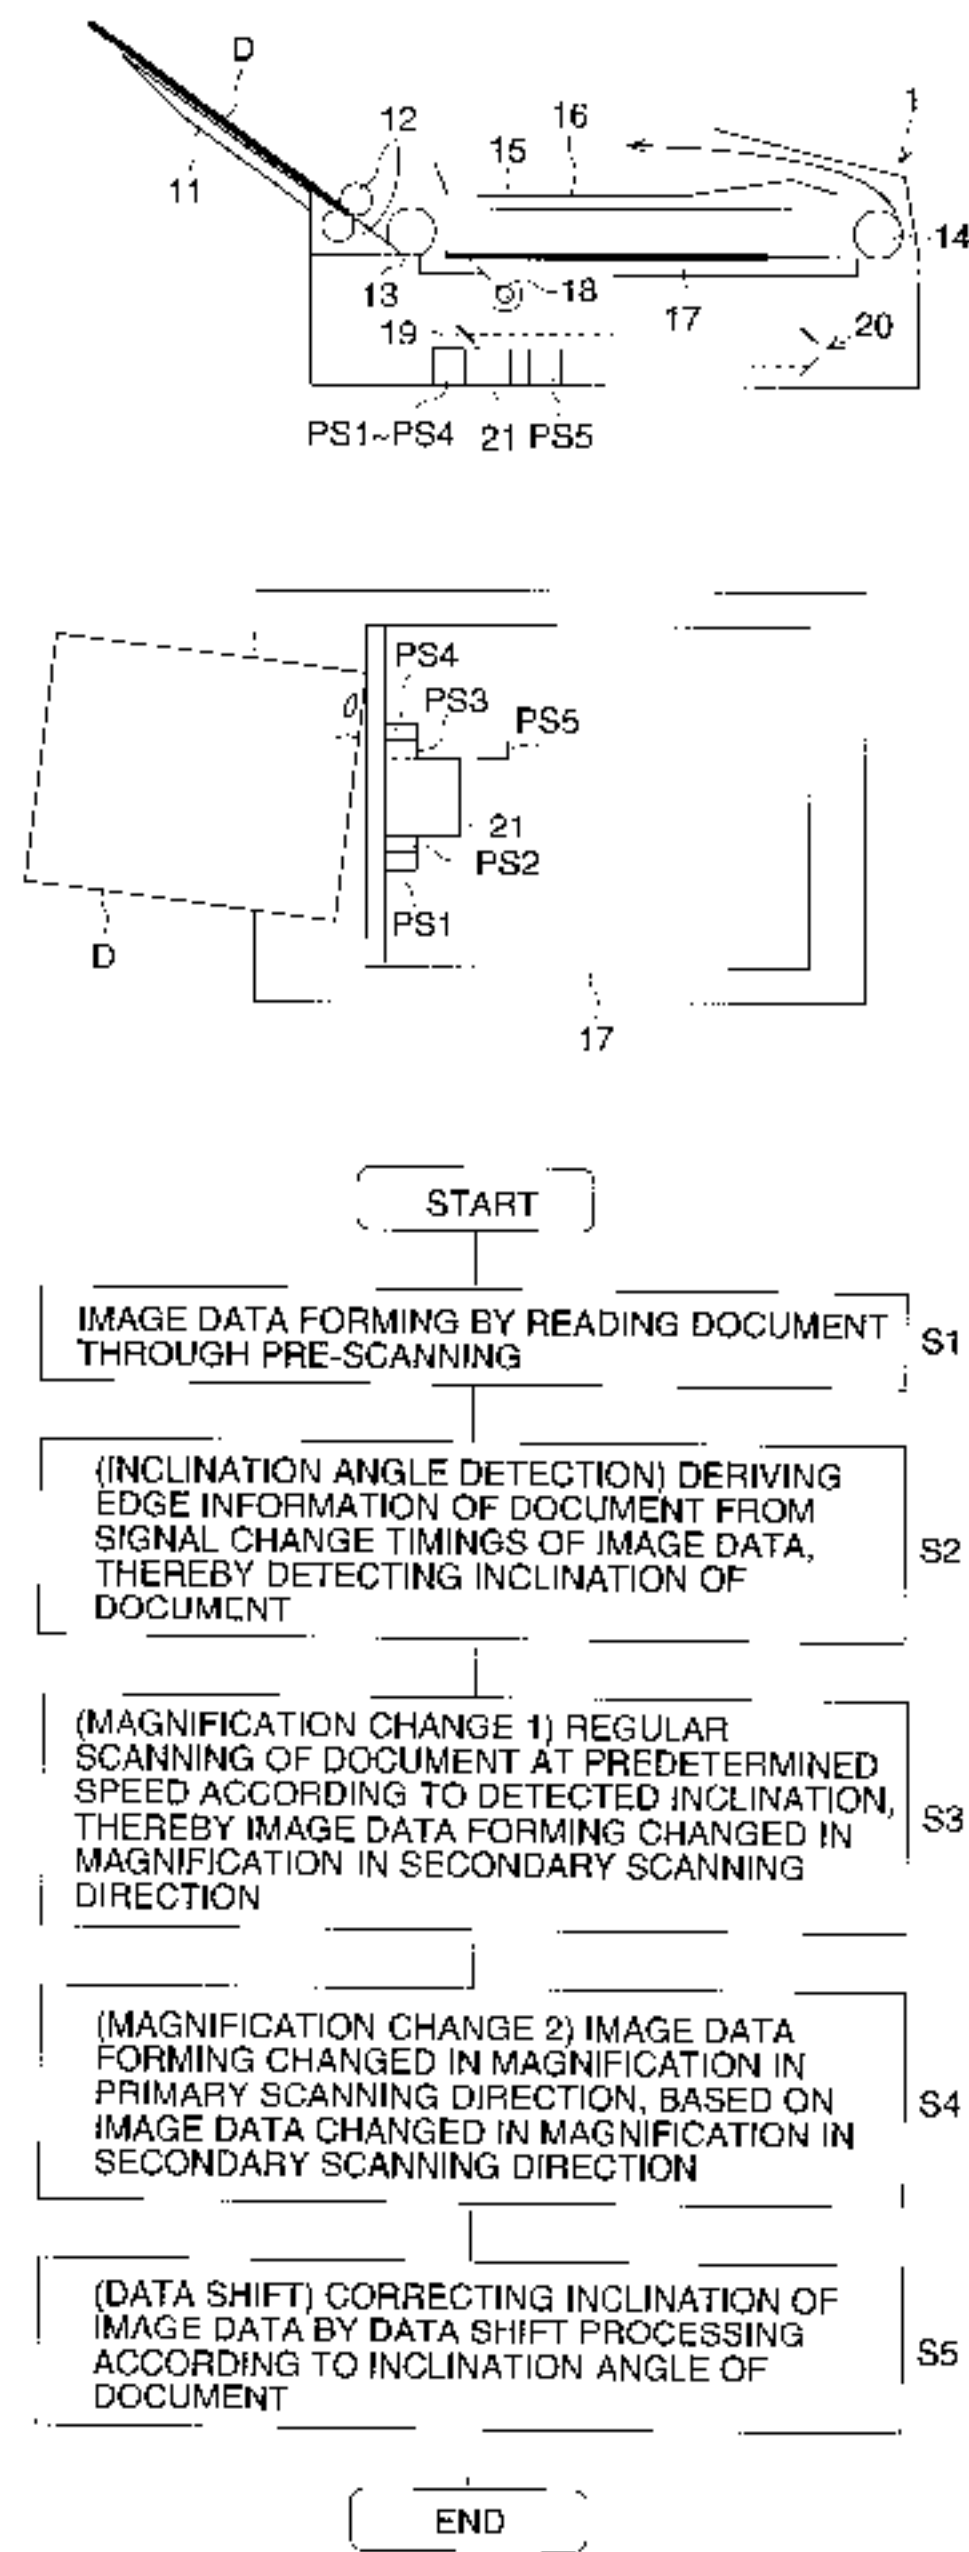 D
12
1
16
15
11
14
13
18
17
19
20
PS1~PS4 21 PS5
PS4
PS3
PS5
θ
21
PS2
PS1
D
17
START
IMAGE DATA FORMING BY READING DOCUMENT
THROUGH PRE-SCANNING
S1
(INCLINATION ANGLE DETECTION) DERIVING
EDGE INFORMATION OF DOCUMENT FROM
SIGNAL CHANGE TIMINGS OF IMAGE DATA,
THEREBY DETECTING INCLINATION OF
DOCUMENT
S2
(MAGNIFICATION CHANGE 1) REGULAR
SCANNING OF DOCUMENT AT PREDETERMINED
SPEED ACCORDING TO DETECTED INCLINATION,
THEREBY IMAGE DATA FORMING CHANGED IN
MAGNIFICATION IN SECONDARY SCANNING
DIRECTION
S3
(MAGNIFICATION CHANGE 2) IMAGE DATA
FORMING CHANGED IN MAGNIFICATION IN
PRIMARY SCANNING DIRECTION, BASED ON
IMAGE DATA CHANGED IN MAGNIFICATION IN
SECONDARY SCANNING DIRECTION
S4
(DATA SHIFT) CORRECTING INCLINATION OF
IMAGE DATA BY DATA SHIFT PROCESSING
ACCORDING TO INCLINATION ANGLE OF
DOCUMENT
S5
END